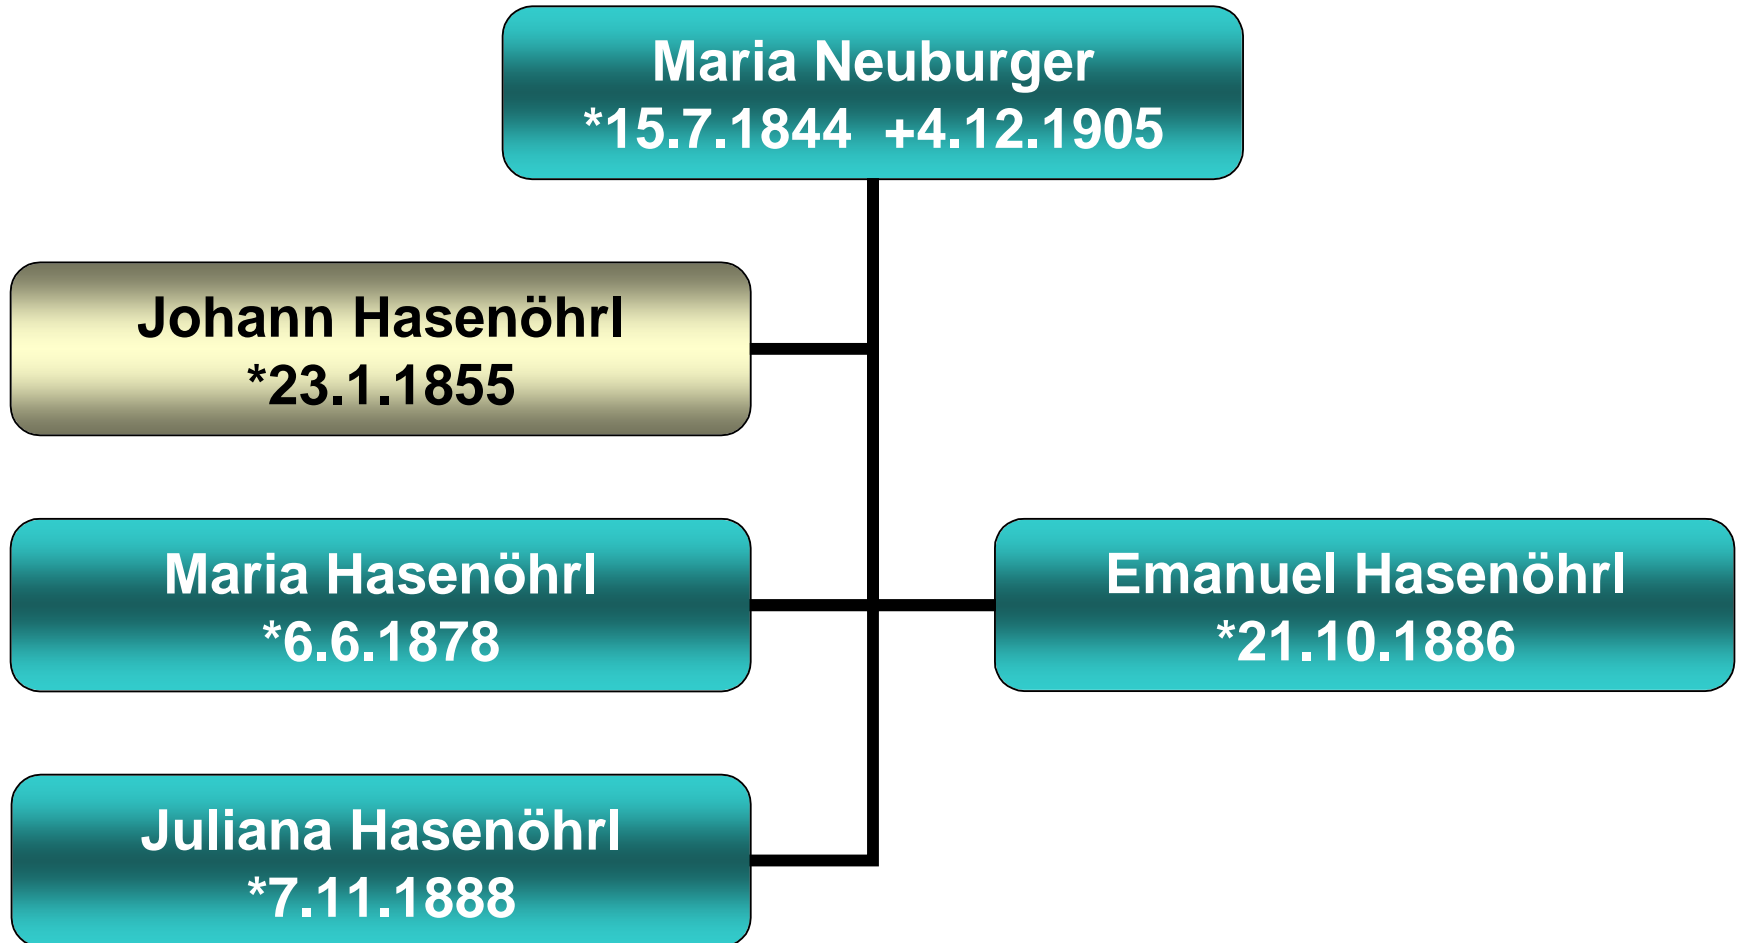 Maria Neuburger
*15.7.1844 +4.12.1905
Johann Hasenöhrl
*23.1.1855
Maria Hasenöhrl
*6.6.1878
Emanuel Hasenöhrl
*21.10.1886
Juliana Hasenöhrl
*7.11.1888